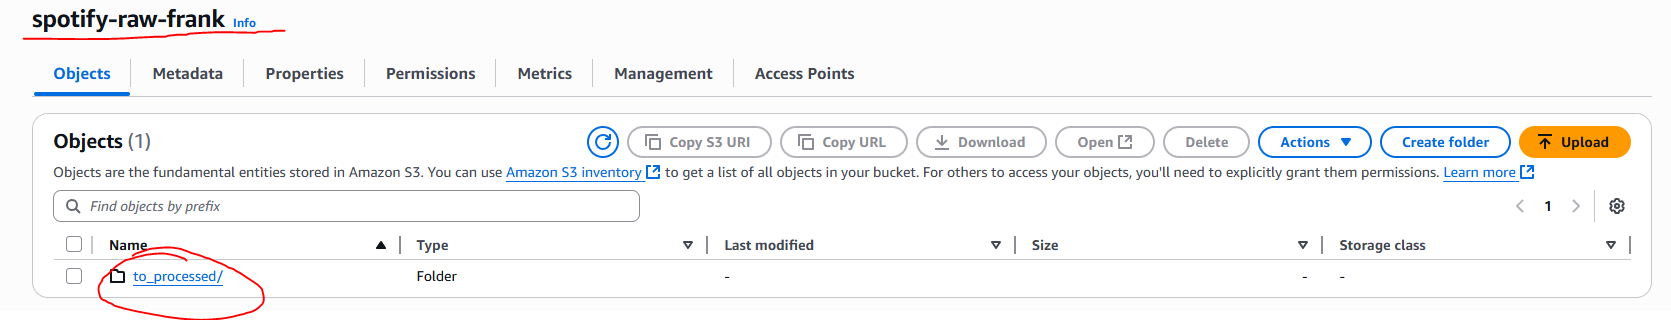 spotify-raw-frank Info
Objects Metadata Properties Permissions Metrics Management Access Points
Objects (1) Copy S3 URI Copy URL Download Open Delete Actions Create folder Upload
Objects are the fundamental entities stored in Amazon S3. You can use Amazon S3 inventory to get a list of all objects in your bucket. For others to access your objects, you'll need to explicitly grant them permissions. Learn more
Find objects by prefix 1
Name Type Last modified Size Storage class
to_processed/ Folder - - -